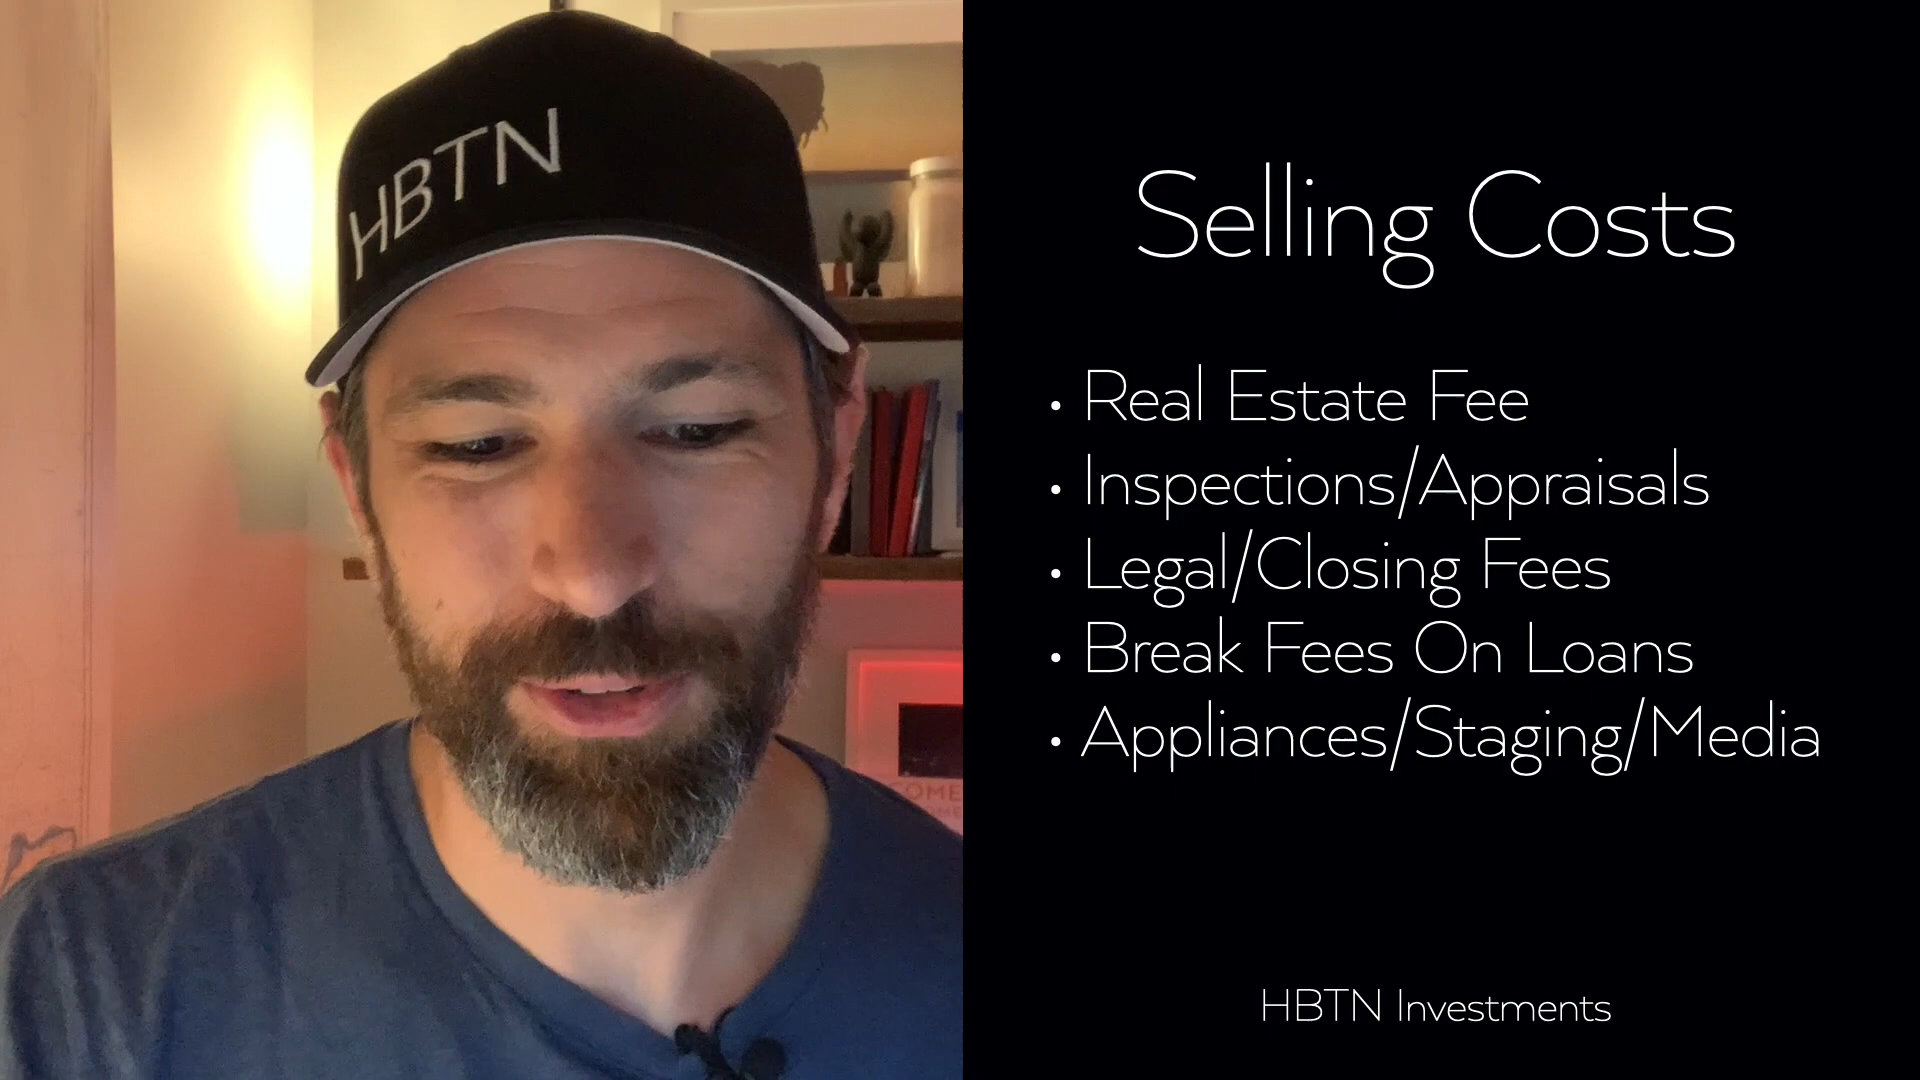 HBTN
Selling Costs
• Real Estate Fee
• Inspections/Appraisals
• Legal/Closing Fees
• Break Fees On Loans
• Appliances/Staging/Media
HBTN Investments